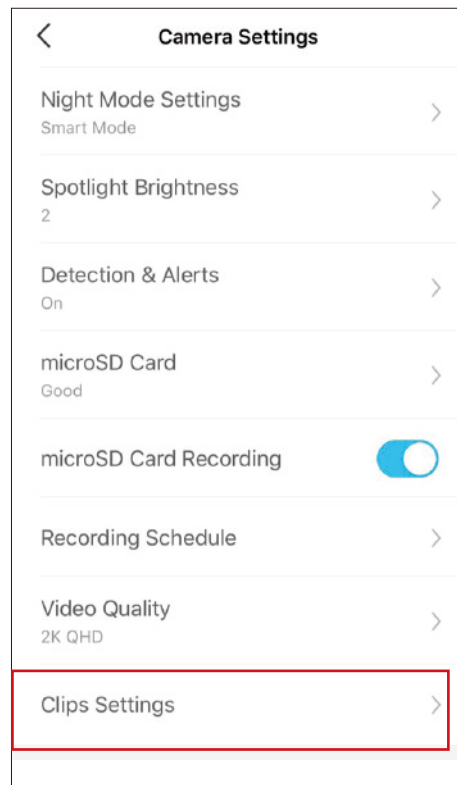 Camera Settings
Night Mode Settings
Smart Mode
Spotlight Brightness
2
Detection & Alerts
On
microSD Card
Good
microSD Card Recording
Recording Schedule
Video Quality
2K QHD
Clips Settings